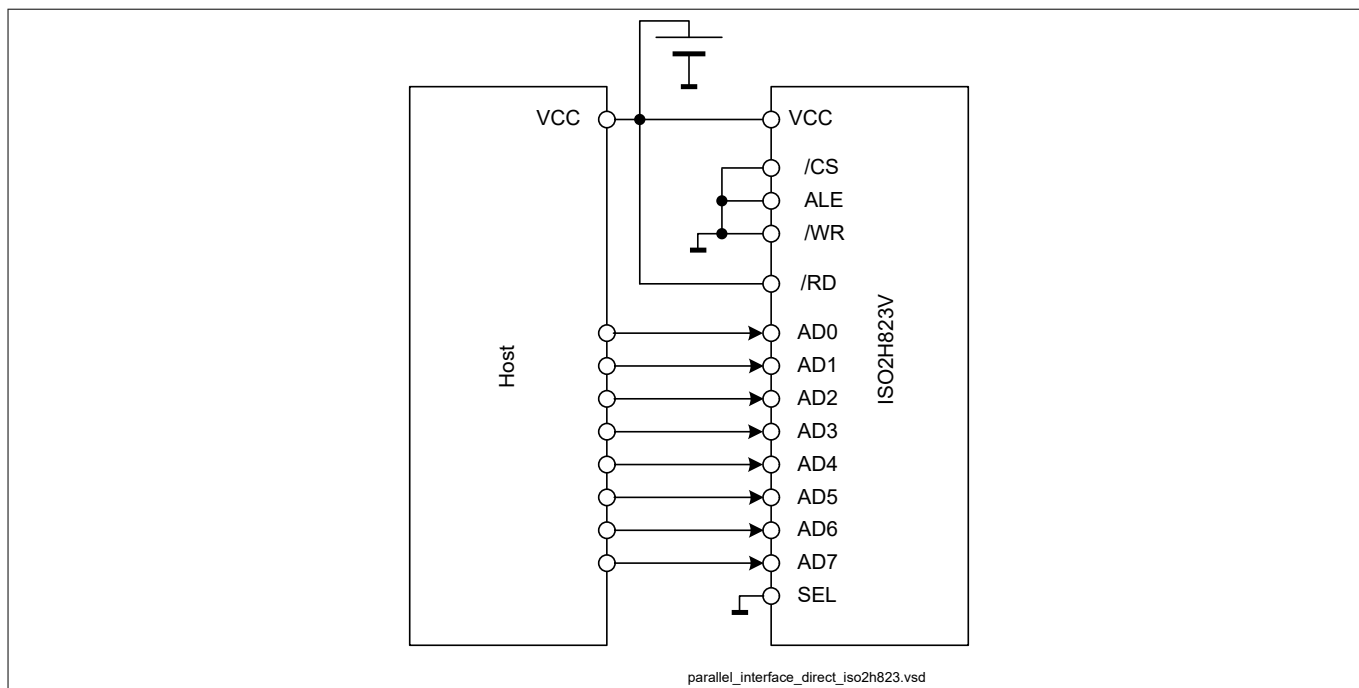 VCC
VCC
/CS
ALE
/WR
/RD
Host
ISO2H823V
AD0
AD1
AD2
AD3
AD4
AD5
AD6
AD7
SEL
parallel_interface_direct_iso2h823.vsd